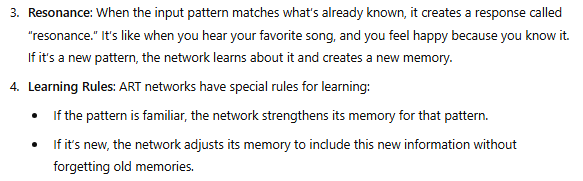 3. Resonance: When the input pattern matches what's already known, it creates a response called
"resonance." It's like when you hear your favorite song, and you feel happy because you know it.
If it's a new pattern, the network learns about it and creates a new memory.
4. Learning Rules: ART networks have special rules for learning:
• If the pattern is familiar, the network strengthens its memory for that pattern.
• If it's new, the network adjusts its memory to include this new information without
forgetting old memories.